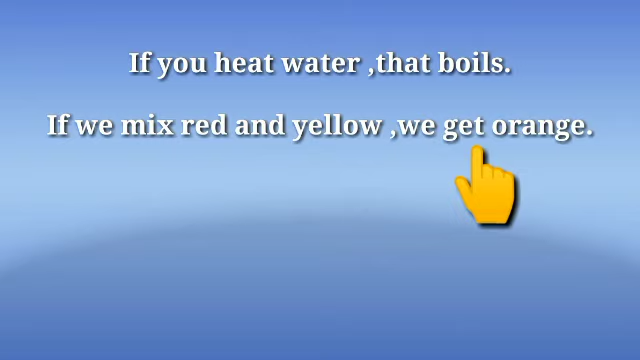 If you heat water ,that boils.
If we mix red and yellow ,we get orange.